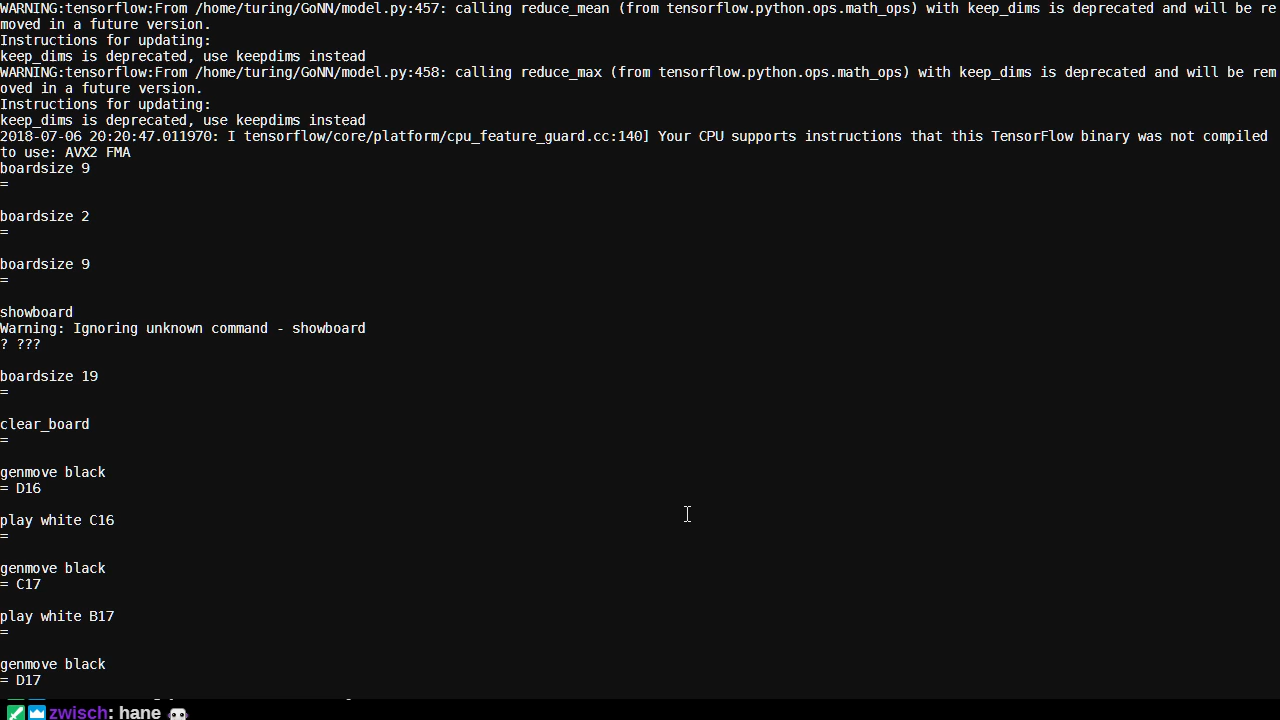 WARNING:tensorflow:From /home/turing/GoNN/model.py:457: calling reduce_mean (from tensorflow.python.ops.math_ops) with keep_dims is deprecated and will be re
moved in a future version.
Instructions for updating:
keep_dims is deprecated, use keepdims instead
WARNING:tensorflow:From /home/turing/GoNN/model.py:458: calling reduce_max (from tensorflow.python.ops.math_ops) with keep_dims is deprecated and will be rem
oved in a future version.
Instructions for updating:
keep_dims is deprecated, use keepdims instead
2018-07-06 20:20:47.011970: I tensorflow/core/platform/cpu_feature_guard.cc:140] Your CPU supports instructions that this TensorFlow binary was not compiled
to use: AVX2 FMA
boardsize 9
=
boardsize 2
=
boardsize 9
=
showboard
Warning: Ignoring unknown command - showboard
? ???
boardsize 19
=
clear_board
=
genmove black
= D16
play white C16
=
genmove black
= C17
play white B17
=
genmove black
= D17
zwisch: hane